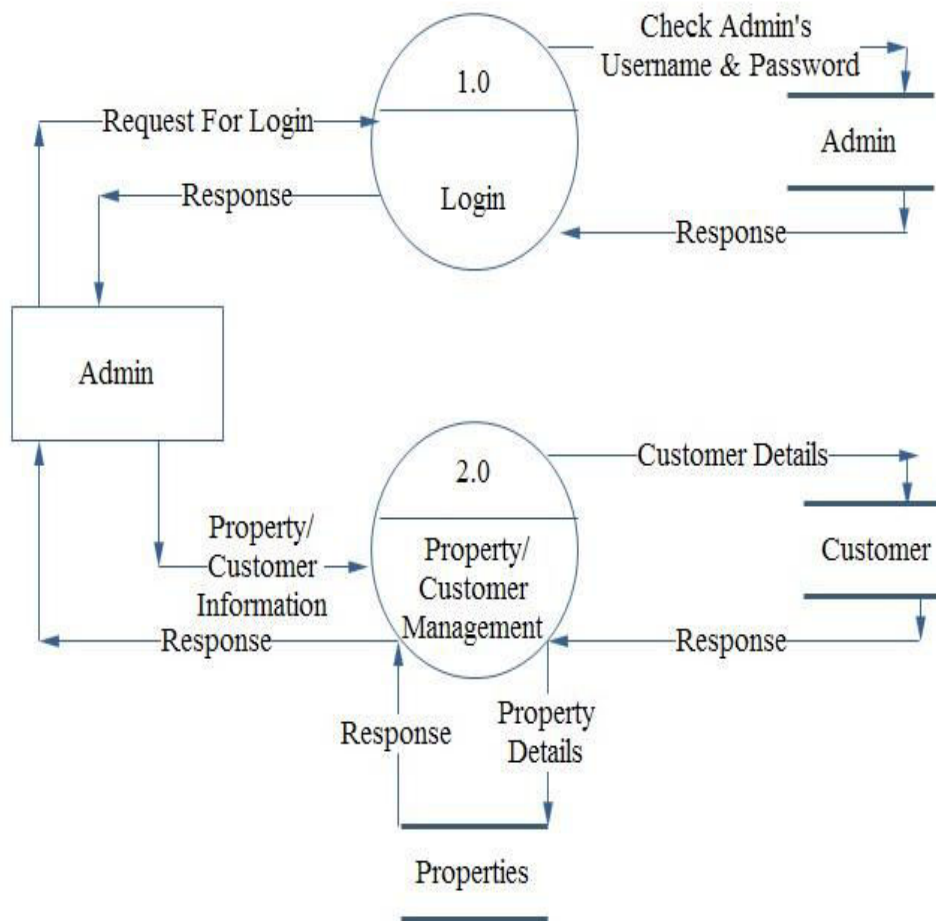 Check Admin's
Username & Password
1.0
Request For Login
Admin
Response
Login
Response
Admin
Customer Details
2.0
Property/
Customer
Information
Property/
Customer
Management
Customer
Response
Response
Response
Property
Details
Properties